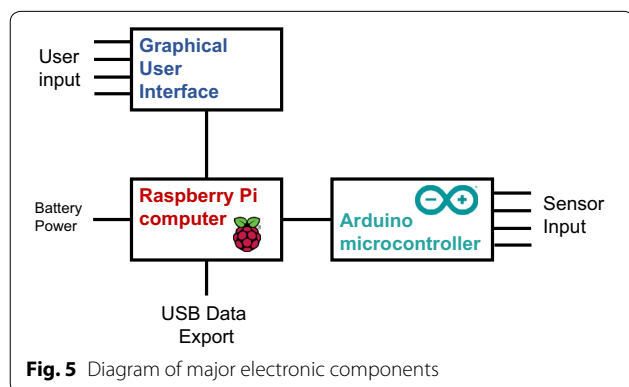 User
input
Graphical
User
Interface
Battery
Power
Raspberry Pi
computer
Arduino
microcontroller
Sensor
Input
USB Data
Export
Fig. 5 Diagram of major electronic components